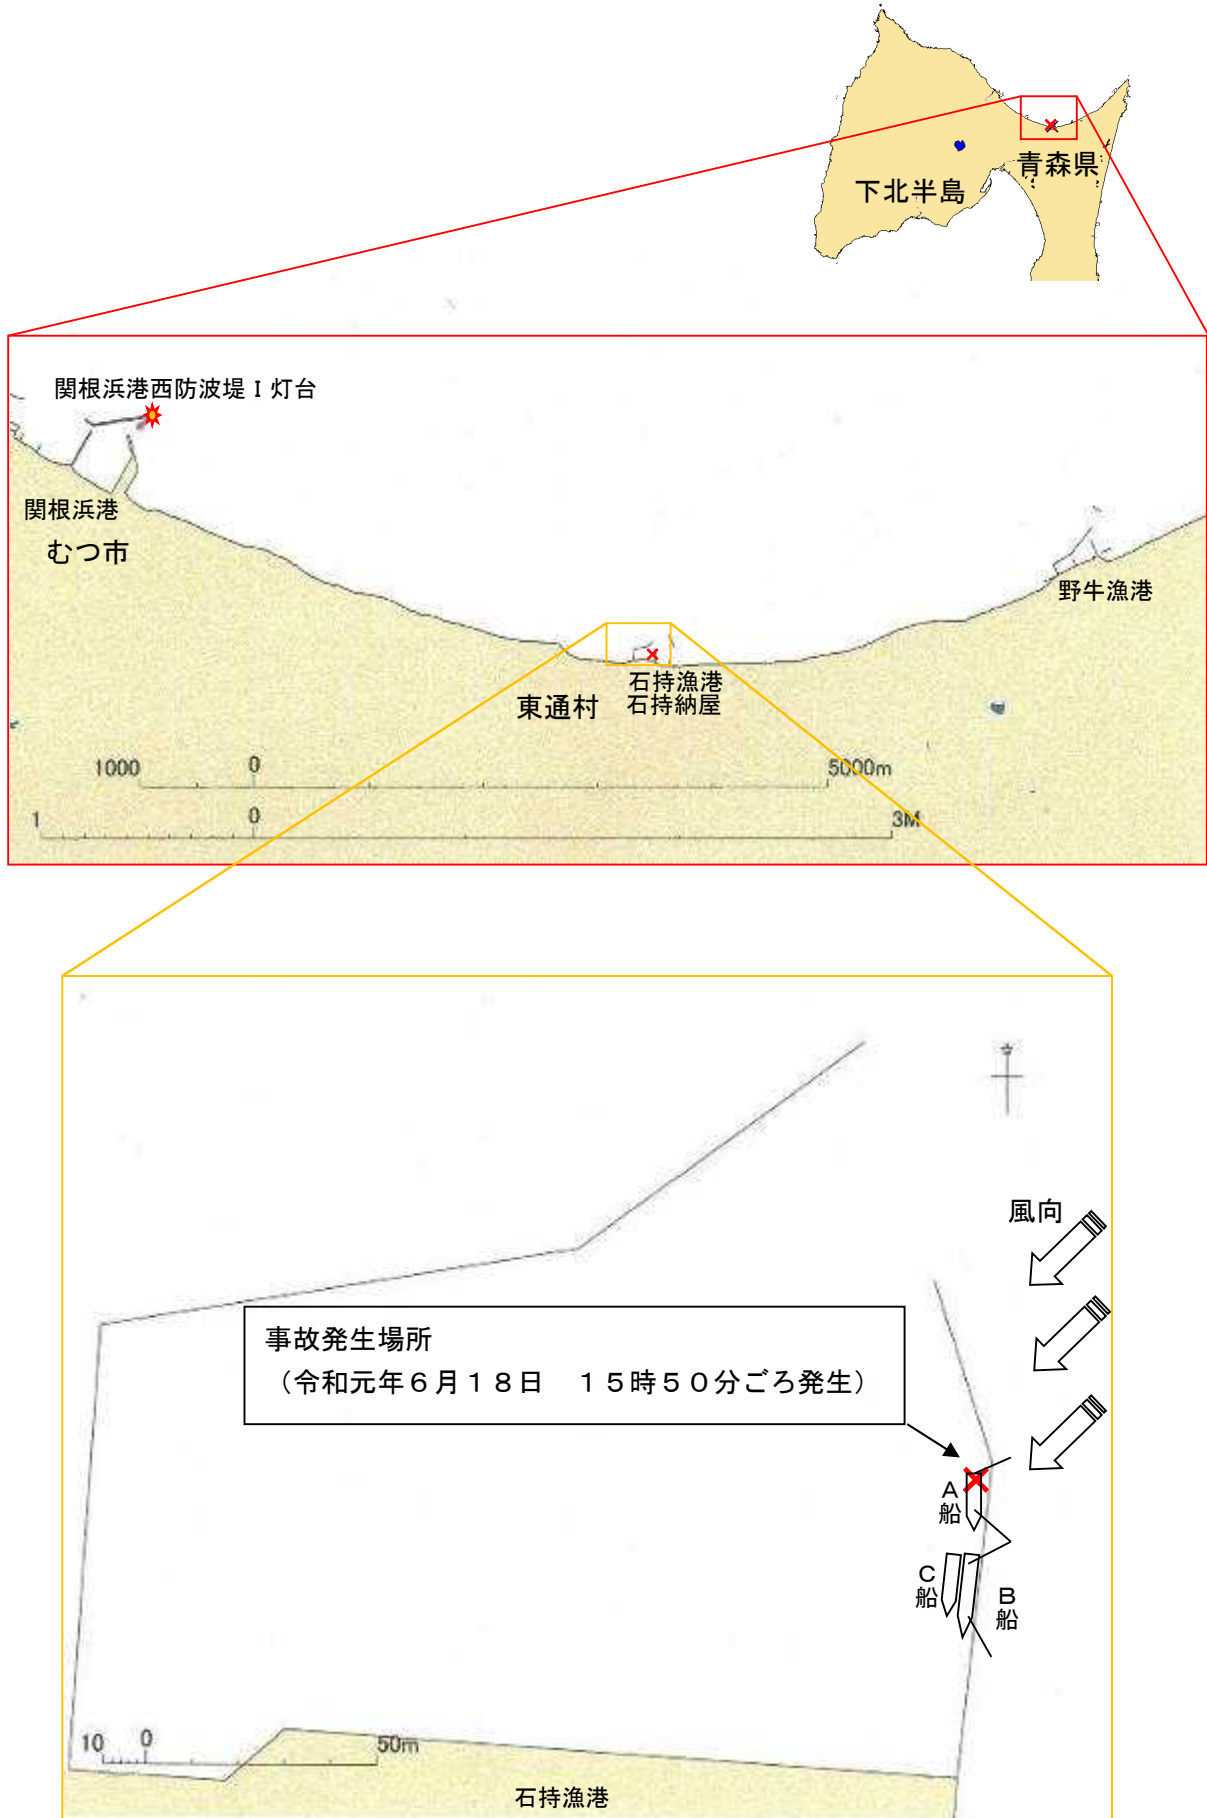 青森県
下北半島
関根浜港西防波堤Ｉ灯台
関根浜港
むつ市
野牛漁港
石持漁港
東通村
石持納屋
1000 0 5000m
1 0 3M
風向
事故発生場所
（令和元年６月１８日　１５時５０分ごろ発生）
Ａ
船
Ｃ
船
Ｂ
船
10 0 50m
石持漁港